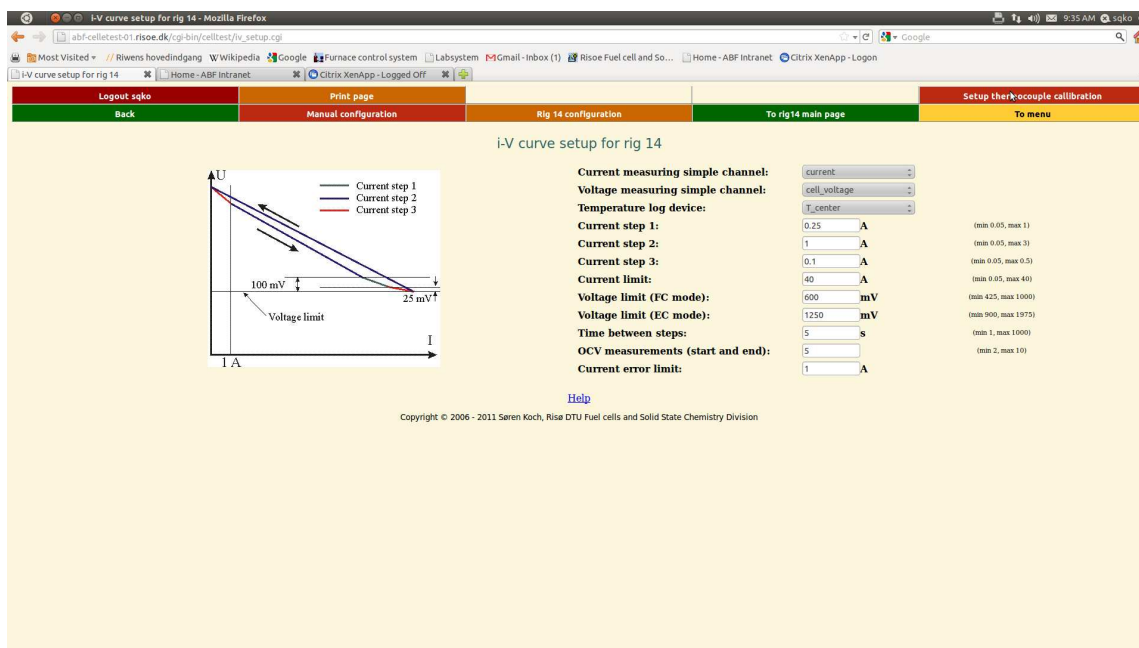 i-V curve setup for rig 14 - Mozilla Firefox
9:35 AM sqko
abf-celletest-01.risoe.dk/cgi-bin/celltest/iv_setup.cgi
Google
Most Visited // Riwens hovedindgang Wikipedia Google Furnace control system Labsystem Gmail - Inbox (1) Risoe Fuel cell and So... Home - ABF Intranet Citrix XenApp - Logon
i-V curve setup for rig 14 Home - ABF Intranet Citrix XenApp - Logged Off
Logout sqko Print page Setup thermocouple callibration
Back Manual configuration Rig 14 configuration To rig14 main page To menu
i-V curve setup for rig 14
U
Current step 1
Current step 2
Current step 3
100 mV
25 mV
Voltage limit
I
1 A
Current measuring simple channel: current
Voltage measuring simple channel: cell_voltage
Temperature log device: T_center
Current step 1: 0.25 A (min 0.05, max 1)
Current step 2: 1 A (min 0.05, max 3)
Current step 3: 0.1 A (min 0.05, max 0.5)
Current limit: 40 A (min 0.05, max 40)
Voltage limit (FC mode): 600 mV (min 425, max 1000)
Voltage limit (EC mode): 1250 mV (min 900, max 1975)
Time between steps: 5 s (min 1, max 1000)
OCV measurements (start and end): 5 (min 2, max 10)
Current error limit: 1 A
Help
Copyright © 2006 - 2011 Søren Koch, Risø DTU Fuel cells and Solid State Chemistry Division